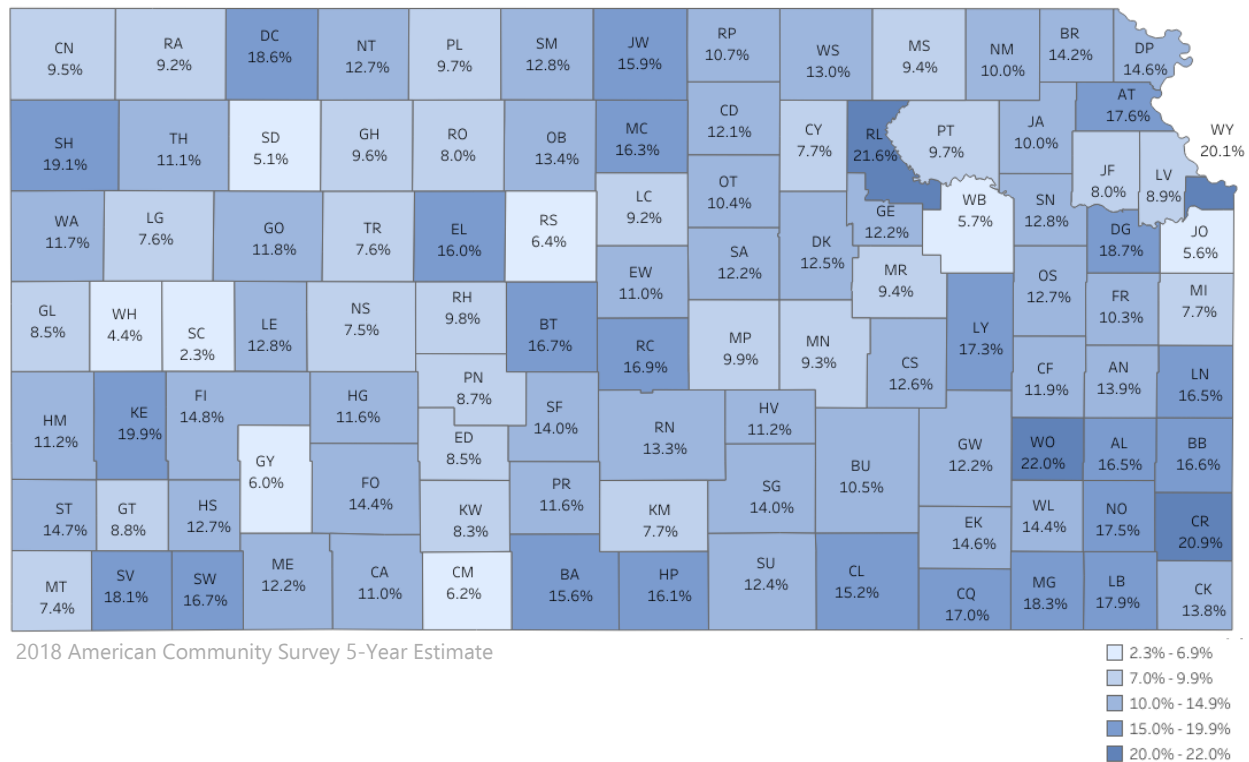 CN
9.5%
RA
9.2%
DC
18.6%
NT
12.7%
PL
9.7%
SM
12.8%
JW
15.9%
RP
10.7%
WS
13.0%
MS
9.4%
NM
10.0%
BR
14.2%
DP
14.6%
AT
17.6%
SH
19.1%
TH
11.1%
SD
5.1%
GH
9.6%
RO
8.0%
OB
13.4%
MC
16.3%
CD
12.1%
CY
7.7%
RL
21.6%
PT
9.7%
JA
10.0%
JF
8.0%
LV
8.9%
WY
20.1%
WA
11.7%
LG
7.6%
GO
11.8%
TR
7.6%
EL
16.0%
RS
6.4%
LC
9.2%
OT
10.4%
DK
12.5%
GE
12.2%
WB
5.7%
SN
12.8%
DG
18.7%
JO
5.6%
EW
11.0%
SA
12.2%
MR
9.4%
OS
12.7%
FR
10.3%
MI
7.7%
GL
8.5%
WH
4.4%
SC
2.3%
LE
12.8%
NS
7.5%
RH
9.8%
BT
16.7%
RC
16.9%
MP
9.9%
MN
9.3%
CS
12.6%
LY
17.3%
CF
11.9%
AN
13.9%
LN
16.5%
HM
11.2%
KE
19.9%
FI
14.8%
HG
11.6%
PN
8.7%
SF
14.0%
RN
13.3%
HV
11.2%
BU
10.5%
GW
12.2%
WO
22.0%
AL
16.5%
BB
16.6%
GY
6.0%
ED
8.5%
ST
14.7%
GT
8.8%
HS
12.7%
FO
14.4%
KW
8.3%
PR
11.6%
KM
7.7%
SG
14.0%
EK
14.6%
WL
14.4%
NO
17.5%
CR
20.9%
MT
7.4%
SV
18.1%
SW
16.7%
ME
12.2%
CA
11.0%
CM
6.2%
BA
15.6%
HP
16.1%
SU
12.4%
CL
15.2%
CQ
17.0%
MG
18.3%
LB
17.9%
CK
13.8%
2018 American Community Survey 5-Year Estimate
2.3% - 6.9%
7.0% - 9.9%
10.0% - 14.9%
15.0% - 19.9%
20.0% - 22.0%